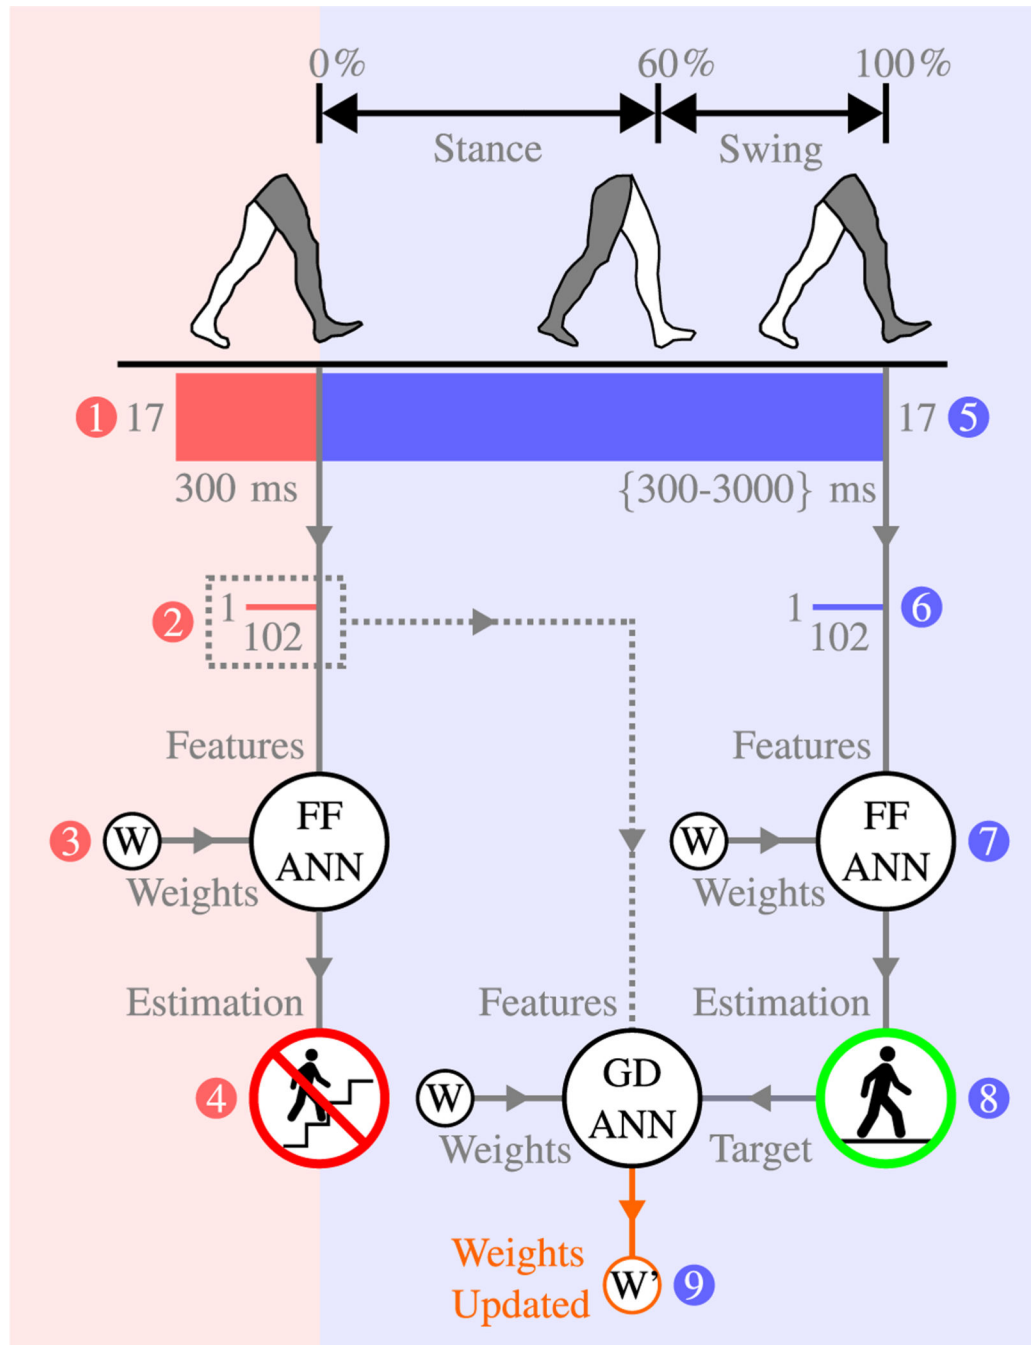 0% 60% 100%
Stance Swing
1 17 17 5
300 ms {300-3000} ms
2 1 1 6
102 102
Features Features
3 W FF ANN W FF ANN 7
Weights Weights
Estimation Features Estimation
4 W GD ANN 8
Weights Target
Weights
Updated W' 9